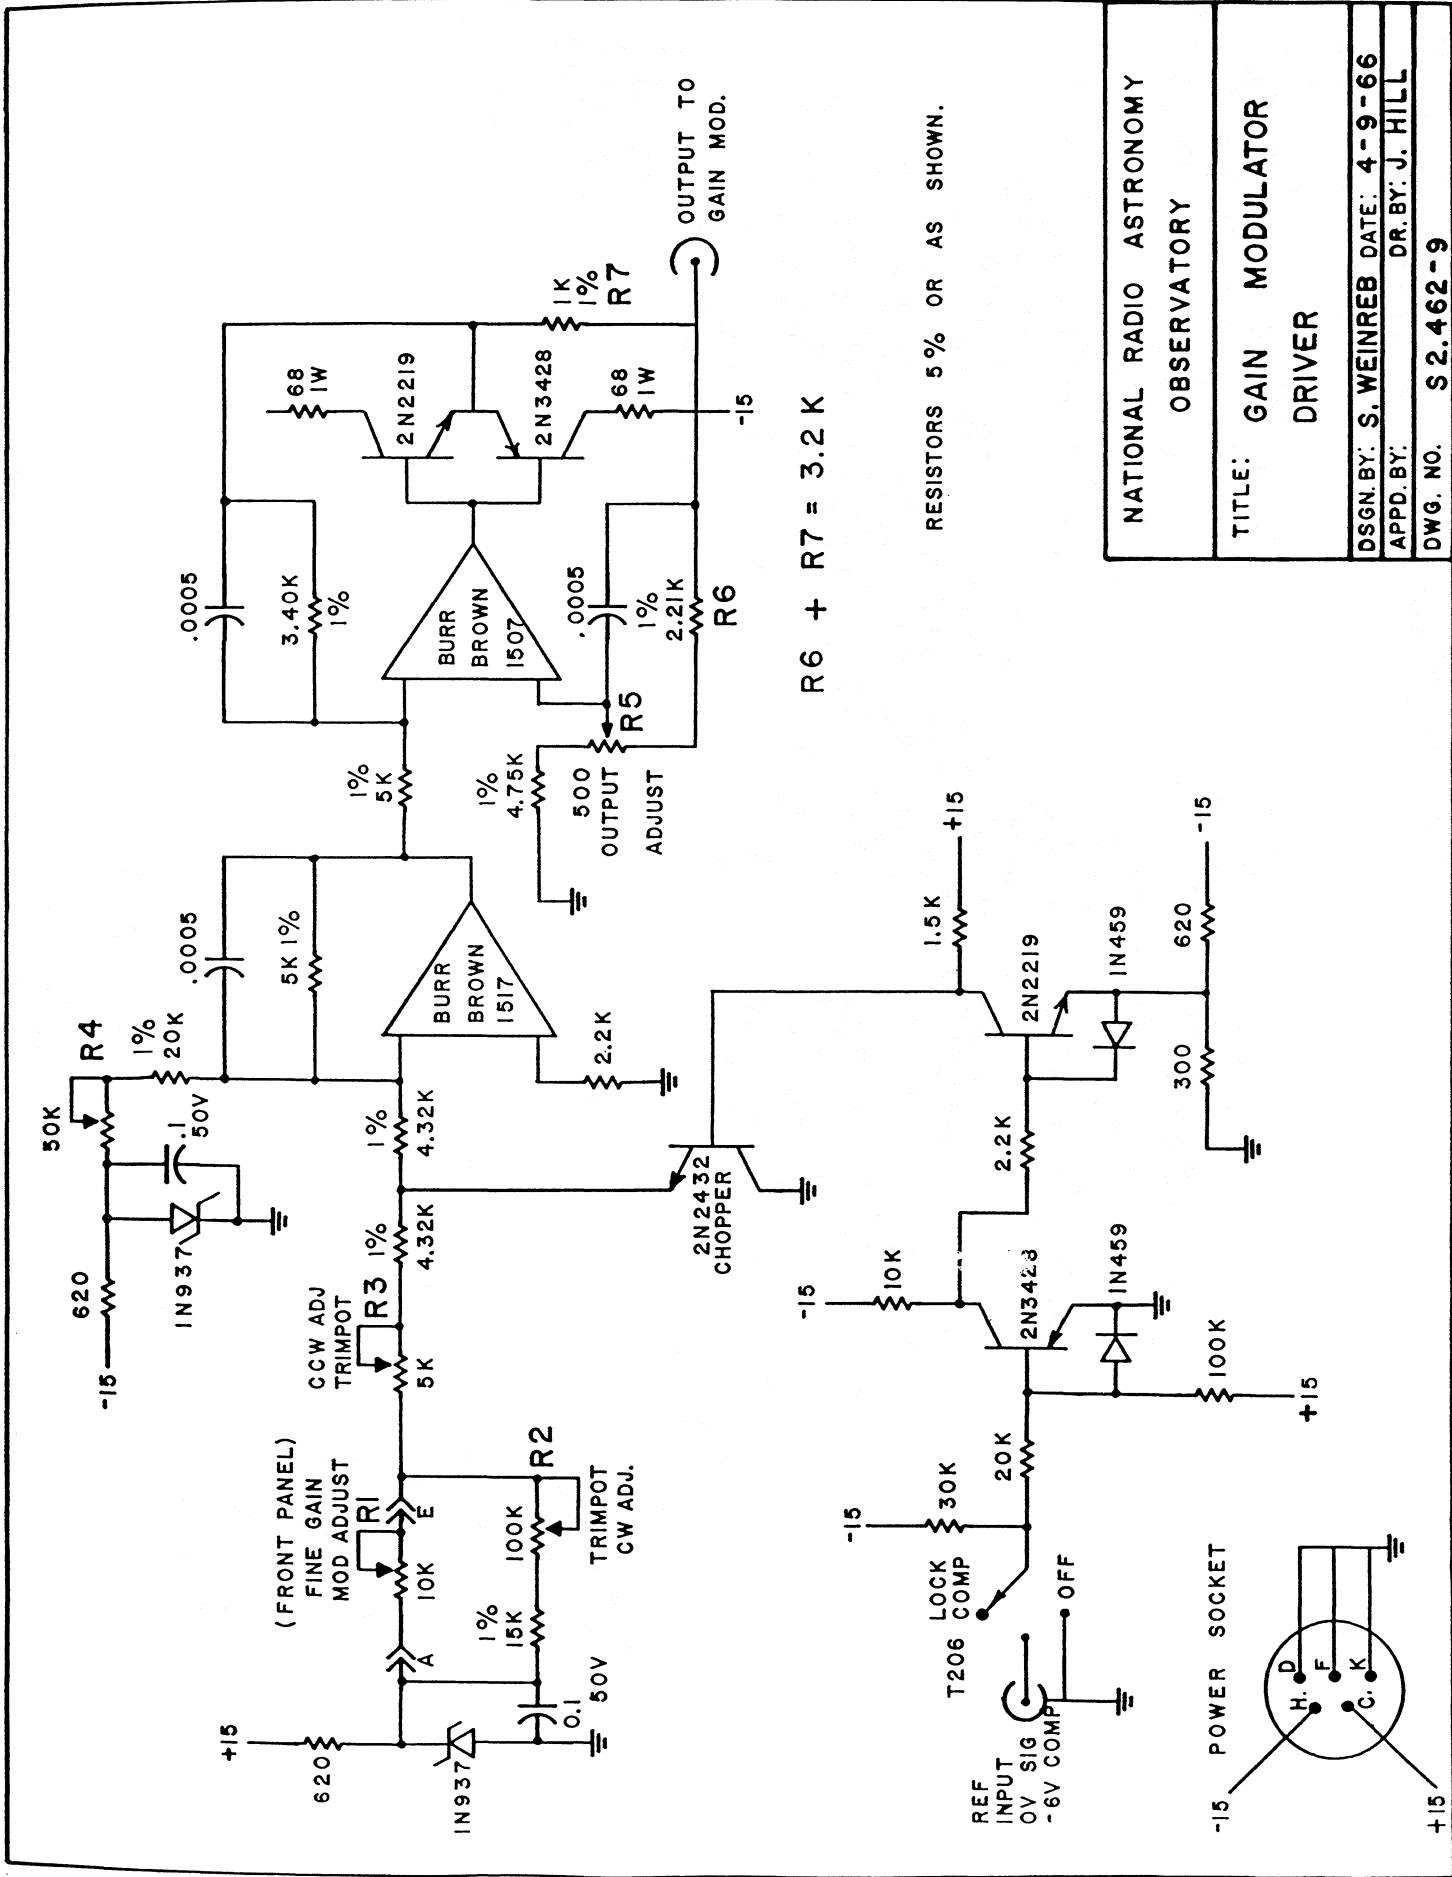 +15
620
1N937
0.1
50V
A
(FRONT PANEL)
FINE GAIN
MOD ADJUST
R1
10K
E
1%
15K
100K
R2
TRIMPOT
CW ADJ.
CCW ADJ
TRIMPOT
R3
5K
1%
4.32K
1%
4.32K
-15
620
1N937
.1
50V
50K
R4
1%
20K
.0005
5K 1%
BURR
BROWN
1517
2.2K
1%
5K
.0005
3.40K
1%
BURR
BROWN
1507
1%
4.75K
500
OUTPUT
ADJUST
R5
.0005
1%
2.21K
R6
68
1W
2N2219
2N3428
68
1W
-15
1K
1%
R7
OUTPUT TO
GAIN MOD.
R6 + R7 = 3.2K
RESISTORS 5% OR AS SHOWN.
2N2432
CHOPPER
REF
INPUT
0V SIG
-6V COMP
T206
LOCK
COMP
OFF
-15
30K
20K
-15
10K
2N3428
1N459
100K
+15
2.2K
2N2219
1N459
1.5K
+15
300
620
-15
POWER SOCKET
-15
+15
H.
D
F
C.
K
NATIONAL RADIO ASTRONOMY
OBSERVATORY
TITLE: GAIN MODULATOR
DRIVER
DSGN. BY: S. WEINREB DATE: 4-9-66
APPD. BY: DR. BY: J. HILL
DWG. NO. S 2.462-9